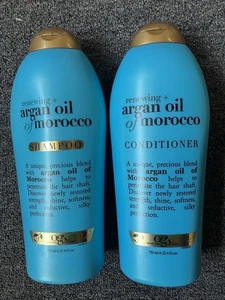 renewing +
argan oil
of morocco
SHAMPOO
A unique, precious blend
with argan oil of
Morocco helps to
penetrate the hair shaft.
Discover newly restored
strength, shine, softness,
and seductive, silky
perfection.
ogx
renewing +
argan oil
of morocco
CONDITIONER
A unique, precious blend
with argan oil of
Morocco helps to
penetrate the hair shaft.
Discover newly restored
strength, shine, softness,
and seductive, silky
perfection.
ogx